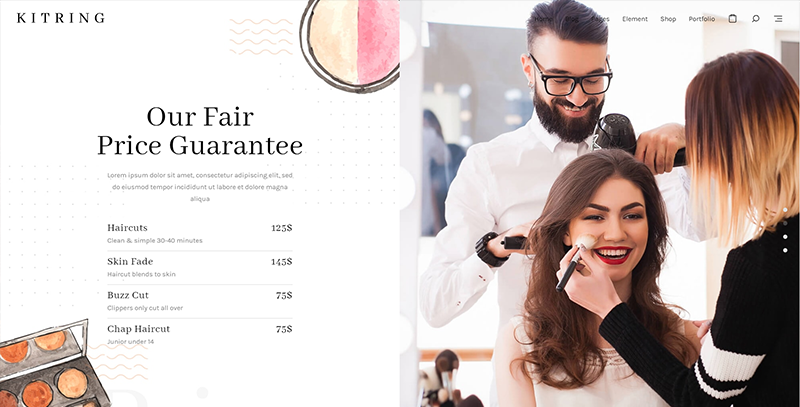 KITRING
Home Pages Element Shop Portfolio
Our Fair
Price Guarantee
Lorem ipsum dolor sit amet, consectetur adipiscing elit, sed
do eiusmod tempor incididunt ut labore et dolore magna
aliqua
Haircuts 125$
Clean & simple 30-40 minutes
Skin Fade 145$
Haircut blends to skin
Buzz Cut 75$
Clippers only cut all over
Chap Haircut 75$
Junior under 14